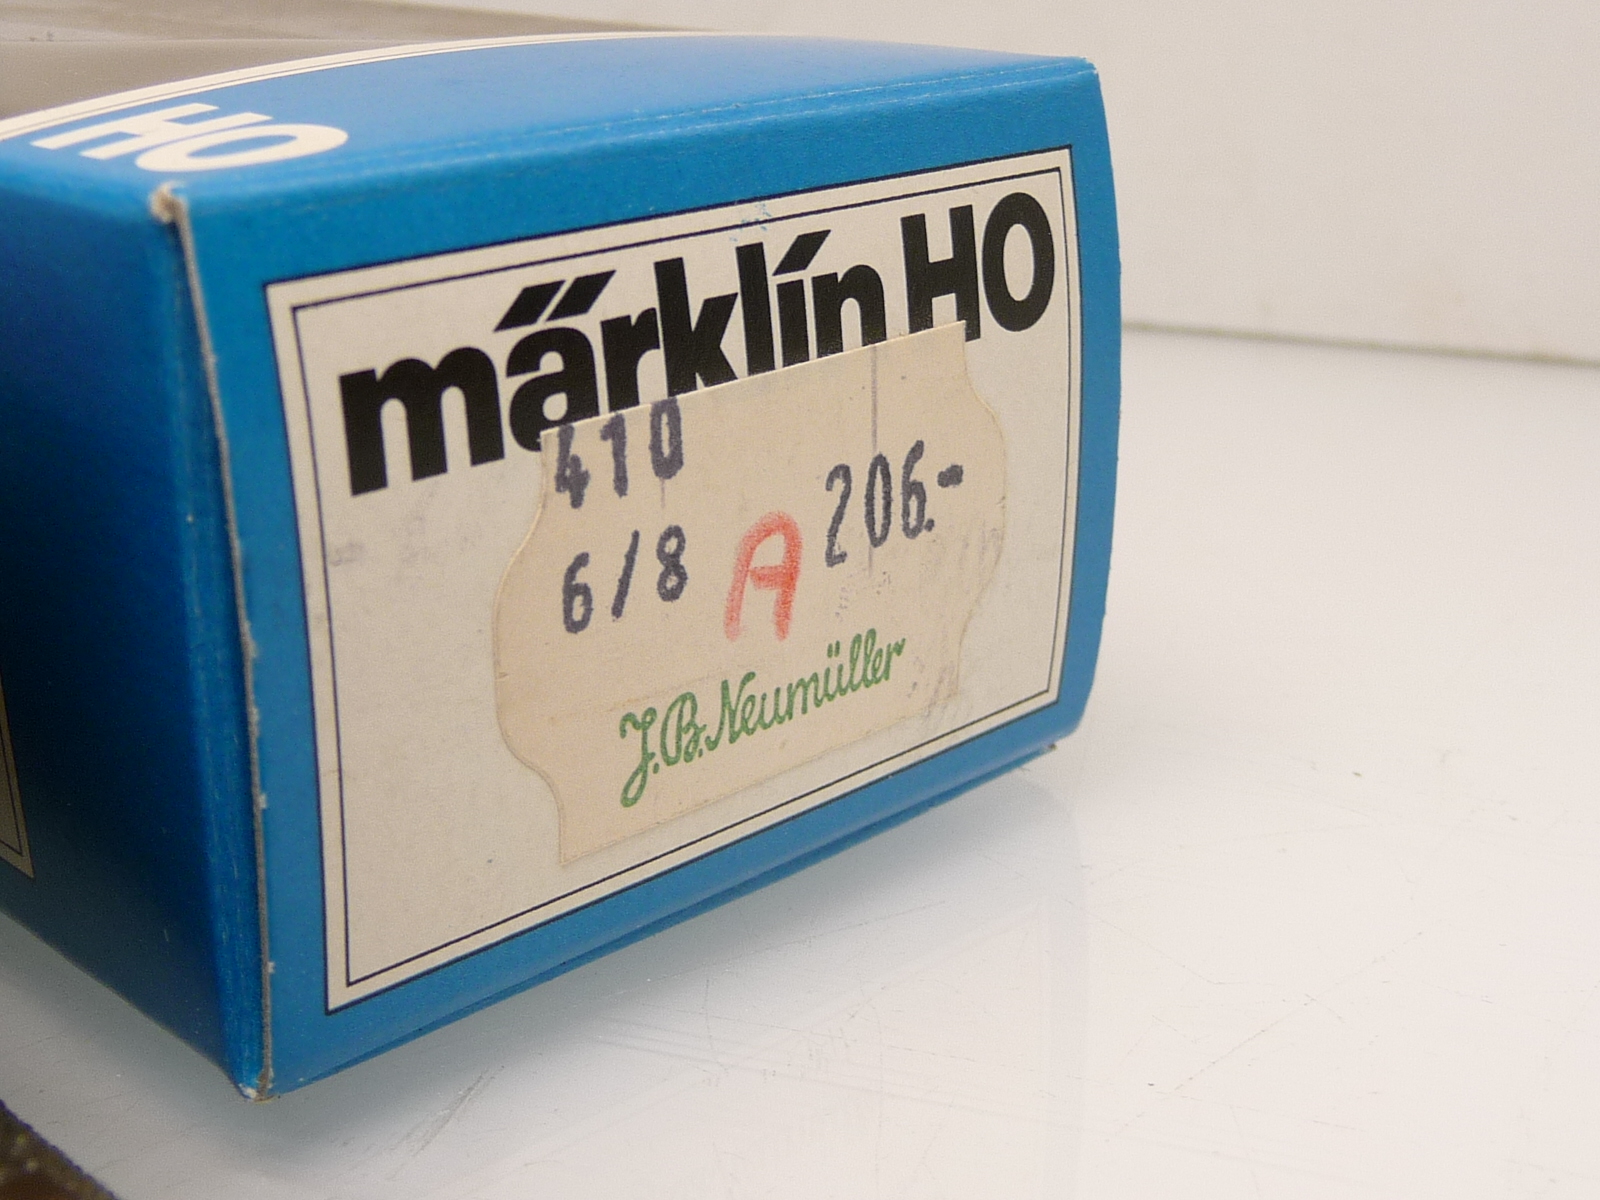 HO
märklin HO
410
6/8 A 206.-
J.B. Neumüller